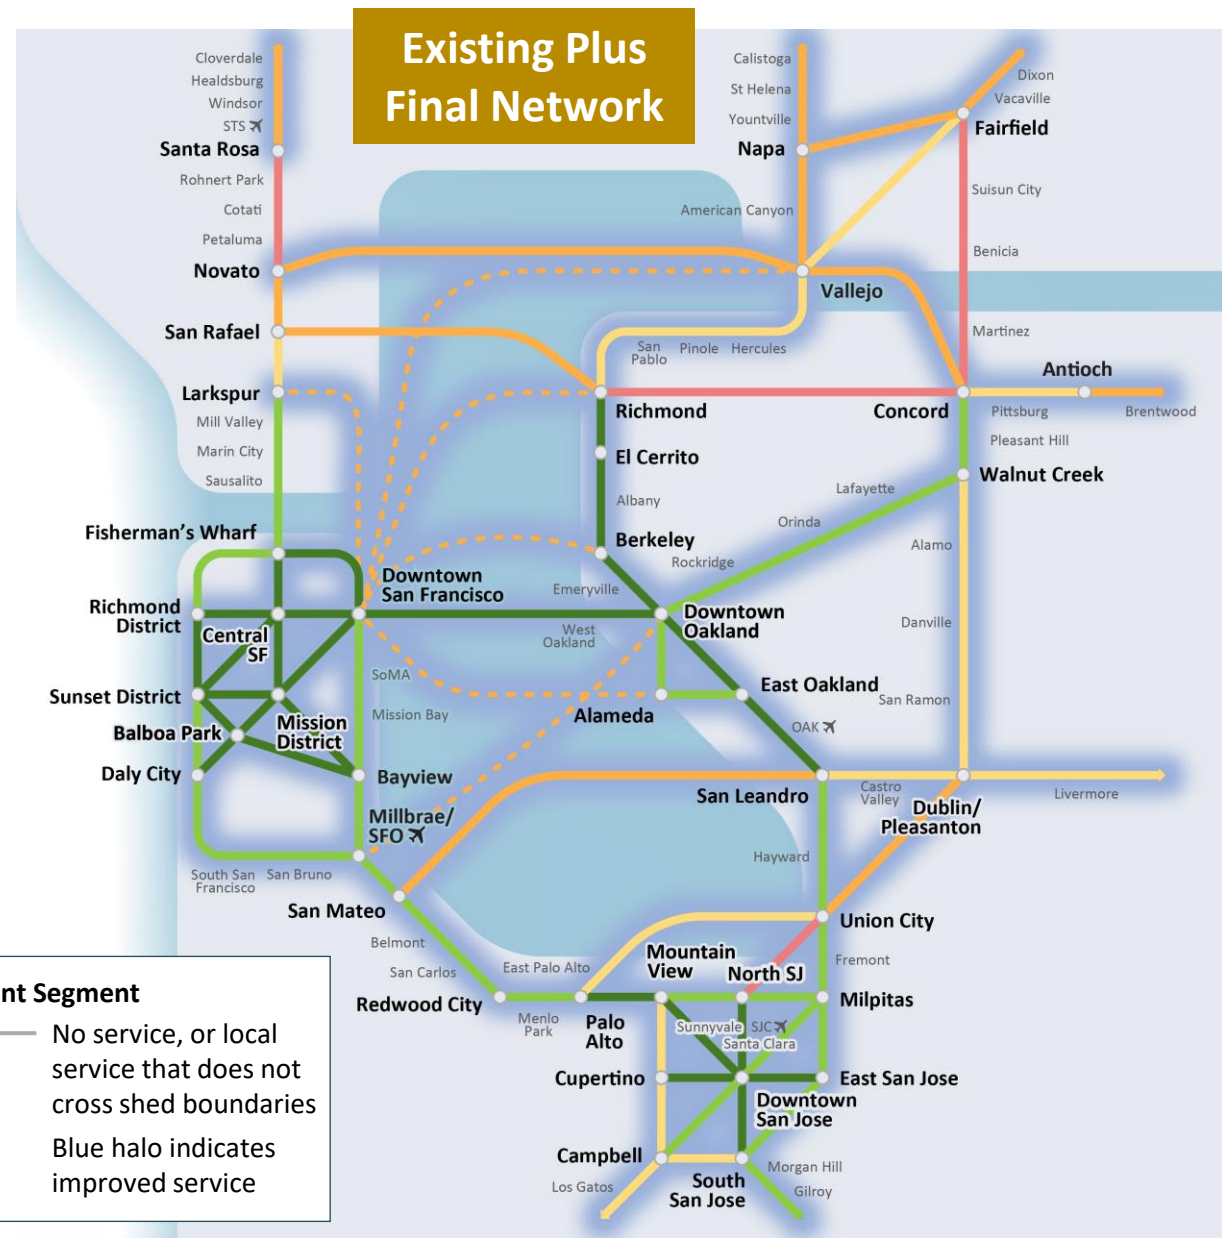 Existing Plus
Final Network
Cloverdale
Healdsburg
Windsor
STS
Santa Rosa
Rohnert Park
Cotati
Petaluma
Novato
San Rafael
Larkspur
Mill Valley
Marin City
Sausalito
Fisherman's Wharf
Calistoga
St Helena
Yountville
Napa
American Canyon
Vallejo
Dixon
Vacaville
Fairfield
Suisun City
Benicia
Martinez
San
Pablo
Pinole
Hercules
Richmond
Concord
Antioch
Pittsburg
Brentwood
Pleasant Hill
El Cerrito
Albany
Berkeley
Walnut Creek
Lafayette
Orinda
Rockridge
Emeryville
Alamo
Danville
San Ramon
Downtown
San Francisco
Richmond
District
Central
SF
West
Oakland
Downtown
Oakland
Sunset District
SoMA
Mission Bay
Alameda
East Oakland
OAK
Balboa Park
Mission
District
Daly City
Bayview
Millbrae/
SFO
San Leandro
Castro
Valley
Dublin/
Pleasanton
Livermore
South San
Francisco
San Bruno
San Mateo
Hayward
Union City
Belmont
San Carlos
East Palo Alto
Mountain
View
North SJ
Fremont
Redwood City
Menlo
Park
Palo
Alto
Sunnyvale
SJC
Santa Clara
Milpitas
Cupertino
East San Jose
Downtown
San Jose
Campbell
Los Gatos
South
San Jose
Morgan Hill
Gilroy
nt Segment
No service, or local
service that does not
cross shed boundaries
Blue halo indicates
improved service